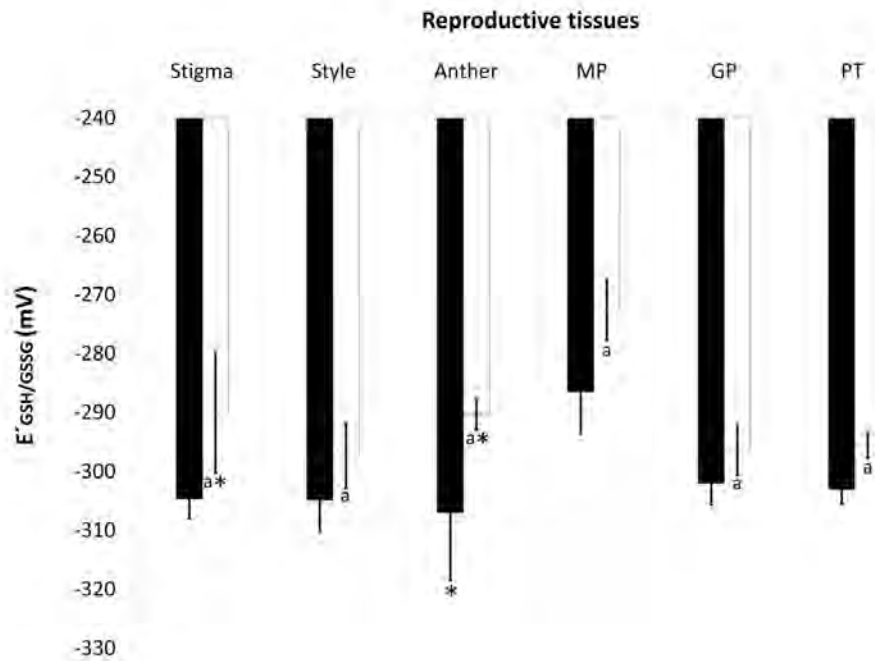 Reproductive tissues
Stigma Style Anther MP GP PT
-240
-250
-260
-270
-280
-290
-300
-310
-320
-330
E´GSH/GSSG (mV)
a*
a
a*
*
a
a
a